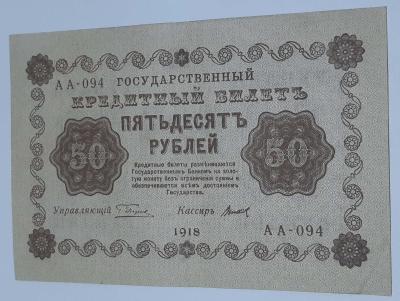 АА-094 ГОСУДАРСТВЕННЫЙ
КРЕДИТНЫЙ БИЛЕТЪ
ПЯТЬДЕСЯТЪ
РУБЛЕЙ
50 50
Кредитные билеты размѣниваются
Государственным Банкомъ на золо-
тую монету безъ ограниченія суммы и
обезпечиваются всѣмъ достояніемъ
Государства.
Управляющій Кассиръ
1918 АА-094